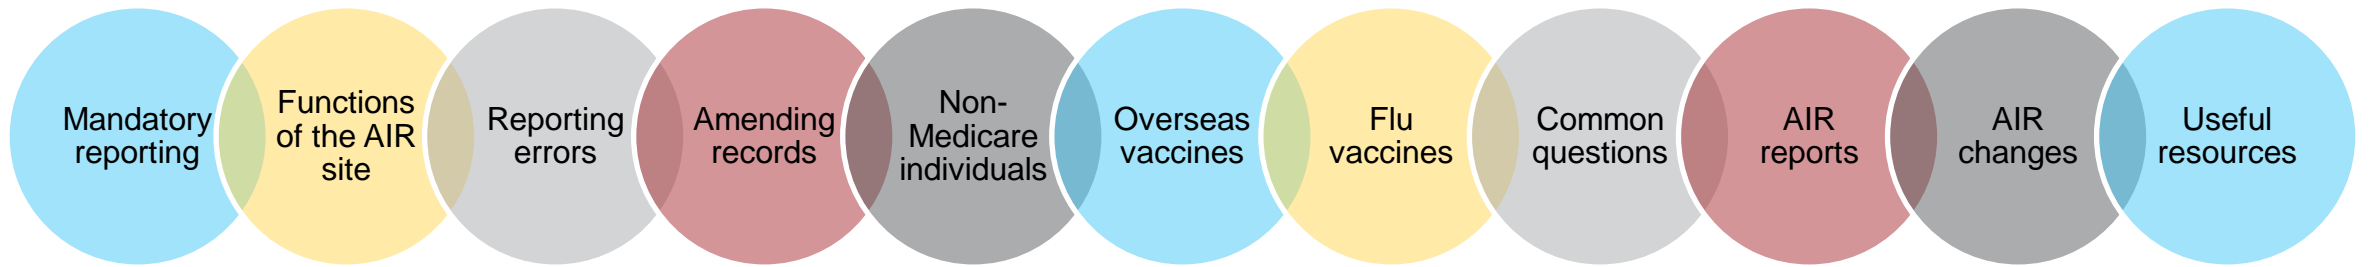 Mandatory
reporting
Functions
of the AIR
site
Reporting
errors
Amending
records
Non-
Medicare
individuals
Overseas
vaccines
Flu
vaccines
Common
questions
AIR
reports
AIR
changes
Useful
resources